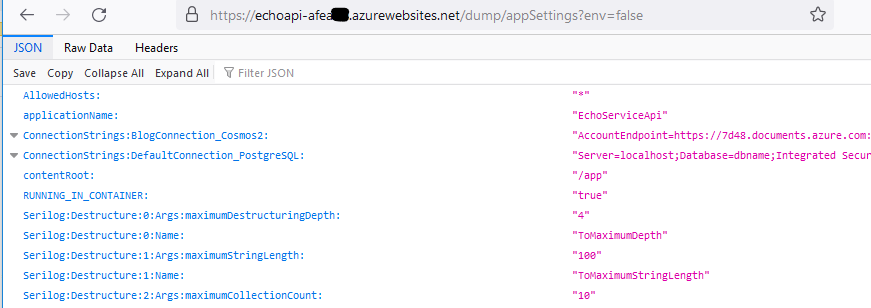 https://echoapi-afea.azurewebsites.net/dump/appSettings?env=false
JSON Raw Data Headers
Save Copy Collapse All Expand All Filter JSON
AllowedHosts: "*"
applicationName: "EchoServiceApi"
ConnectionStrings:BlogConnection_Cosmos2: "AccountEndpoint=https://7d48.documents.azure.com:
ConnectionStrings:DefaultConnection_PostgreSQL: "Server=localhost;Database=dbname;Integrated Secur
contentRoot: "/app"
RUNNING_IN_CONTAINER: "true"
Serilog:Destructure:0:Args:maximumDestructuringDepth: "4"
Serilog:Destructure:0:Name: "ToMaximumDepth"
Serilog:Destructure:1:Args:maximumStringLength: "100"
Serilog:Destructure:1:Name: "ToMaximumStringLength"
Serilog:Destructure:2:Args:maximumCollectionCount: "10"